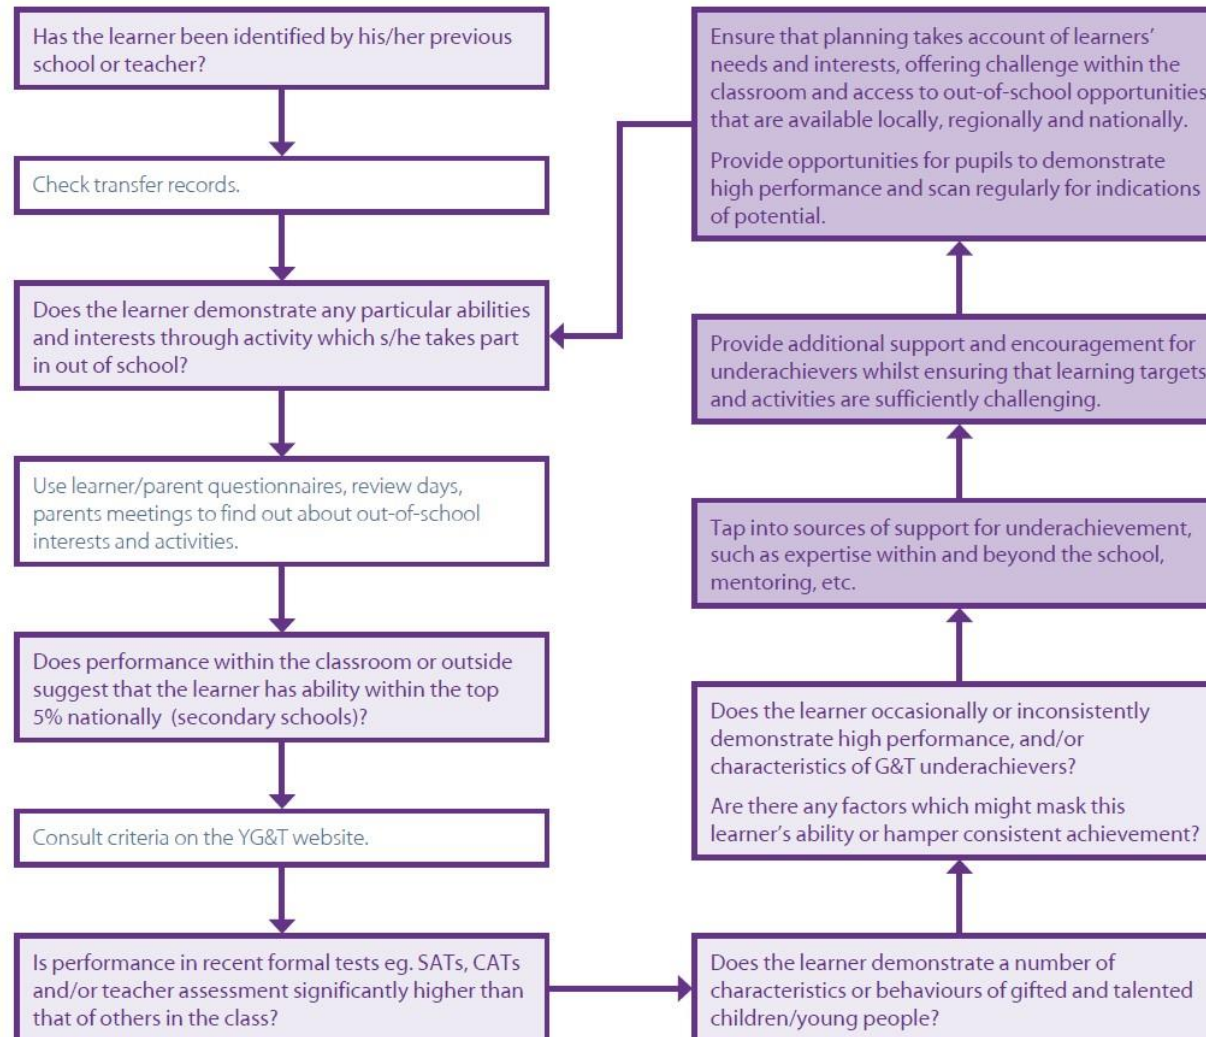 Has the learner been identified by his/her previous
school or teacher?
Check transfer records.
Does the learner demonstrate any particular abilities
and interests through activity which s/he takes part
in out of school?
Use learner/parent questionnaires, review days,
parents meetings to find out about out-of-school
interests and activities.
Does performance within the classroom or outside
suggest that the learner has ability within the top
5% nationally (secondary schools)?
Consult criteria on the YG&T website.
Is performance in recent formal tests eg. SATs, CATs
and/or teacher assessment significantly higher than
that of others in the class?
Does the learner demonstrate a number of
characteristics or behaviours of gifted and talented
children/young people?
Does the learner occasionally or inconsistently
demonstrate high performance, and/or
characteristics of G&T underachievers?
Are there any factors which might mask this
learner's ability or hamper consistent achievement?
Tap into sources of support for underachievement,
such as expertise within and beyond the school,
mentoring, etc.
Provide additional support and encouragement for
underachievers whilst ensuring that learning targets
and activities are sufficiently challenging.
Ensure that planning takes account of learners'
needs and interests, offering challenge within the
classroom and access to out-of-school opportunities
that are available locally, regionally and nationally.
Provide opportunities for pupils to demonstrate
high performance and scan regularly for indications
of potential.